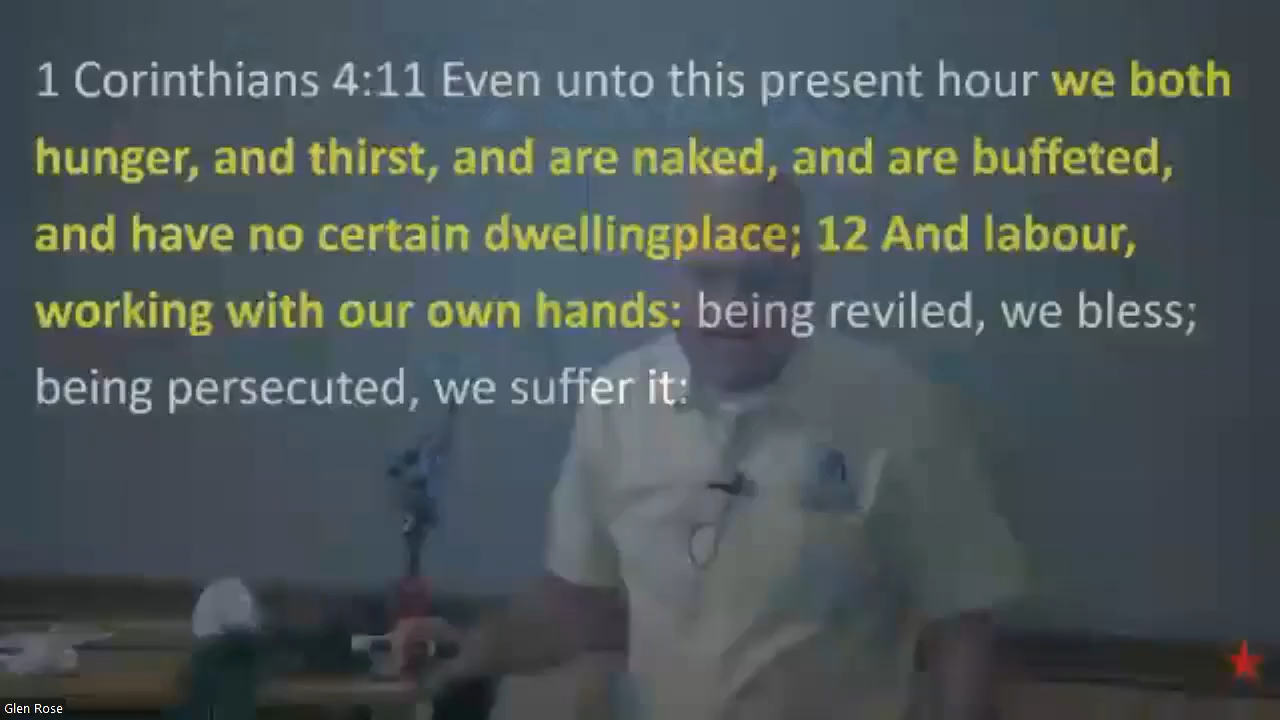 1 Corinthians 4:11 Even unto this present hour we both
hunger, and thirst, and are naked, and are buffeted,
and have no certain dwellingplace; 12 And labour,
working with our own hands: being reviled, we bless;
being persecuted, we suffer it:
Glen Rose